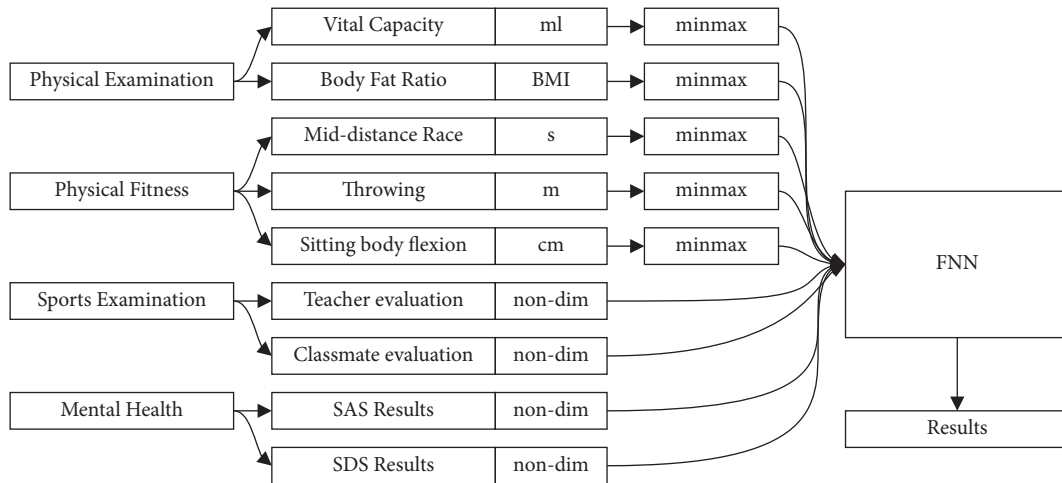 Vital Capacity ml minmax
Physical Examination Body Fat Ratio BMI minmax
Mid-distance Race s minmax
Physical Fitness Throwing m minmax
Sitting body flexion cm minmax
FNN
Sports Examination Teacher evaluation non-dim
Classmate evaluation non-dim
Mental Health SAS Results non-dim
Results
SDS Results non-dim